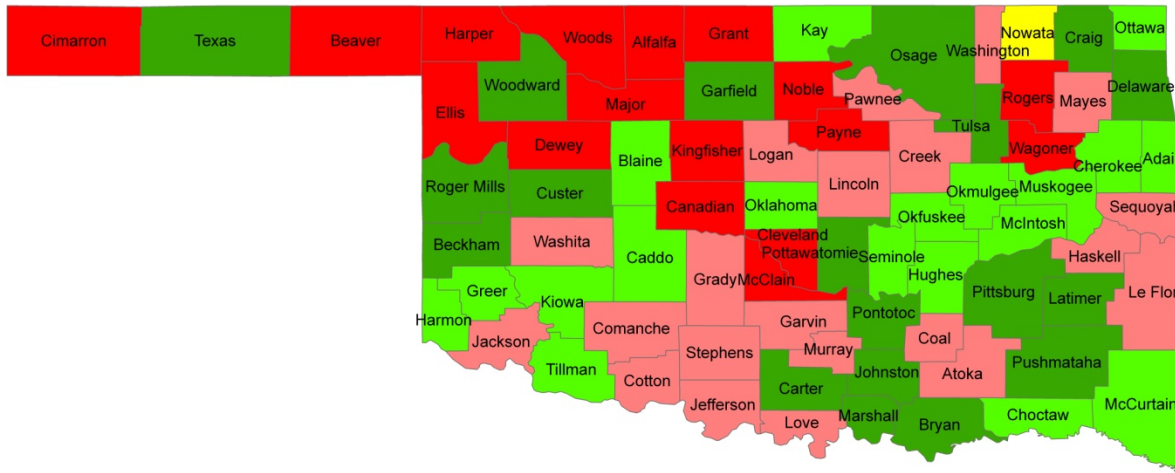 Cimarron
Texas
Beaver
Harper
Woods
Alfalfa
Grant
Kay
Osage
Washington
Nowata
Craig
Ottawa
Woodward
Ellis
Major
Garfield
Noble
Pawnee
Rogers
Mayes
Delaware
Tulsa
Dewey
Blaine
Kingfisher
Logan
Payne
Creek
Wagoner
Cherokee
Adai
Roger Mills
Custer
Canadian
Oklahoma
Lincoln
Okmulgee
Muskogee
Okfuskee
McIntosh
Sequoyal
Beckham
Washita
Caddo
Grady
Cleveland
Pottawatomie
McClain
Seminole
Hughes
Haskell
Pittsburg
Latimer
Le Flor
Greer
Kiowa
Harmon
Jackson
Comanche
Garvin
Pontotoc
Coal
Tillman
Stephens
Murray
Johnston
Atoka
Pushmataha
Cotton
Jefferson
Carter
Love
Marshall
Bryan
Choctaw
McCurtain